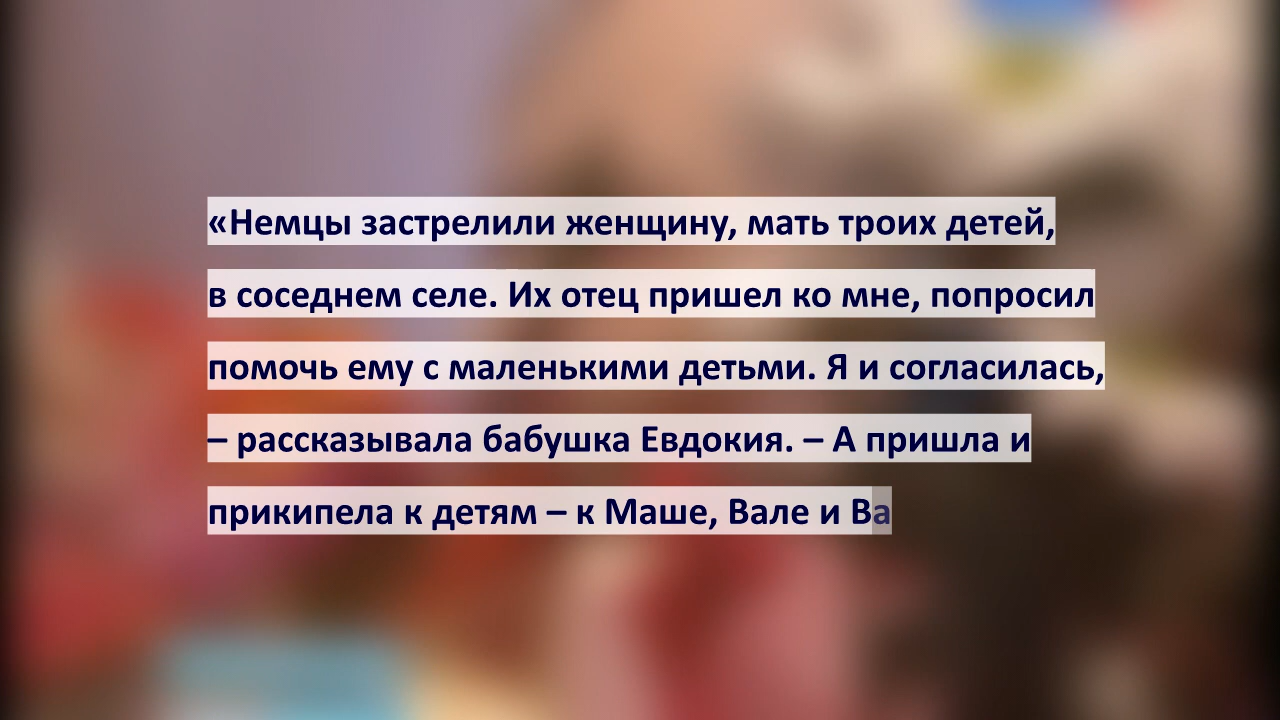 «Немцы застрелили женщину, мать троих детей,
в соседнем селе. Их отец пришел ко мне, попросил
помочь ему с маленькими детьми. Я и согласилась,
– рассказывала бабушка Евдокия. – А пришла и
прикипела к детям – к Маше, Вале и Ва